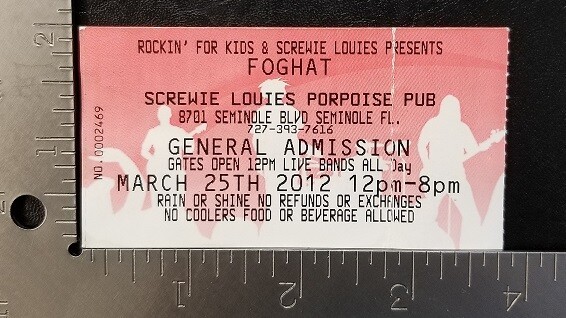 ROCKIN' FOR KIDS & SCREWIE LOUIES PRESENTS
FOGHAT
SCREWIE LOUIES PORPOISE PUB
8701 SEMINOLE BLVD SEMINOLE FL.
727-393-7616
GENERAL ADMISSION
GATES OPEN 12PM LIVE BANDS ALL Day
MARCH 25TH 2012 12pm-8pm
RAIN OR SHINE NO REFUNDS OR EXCHANGES
NO COOLERS FOOD OR BEVERAGE ALLOWED
NO.0002469
2
1
1
2
3
4